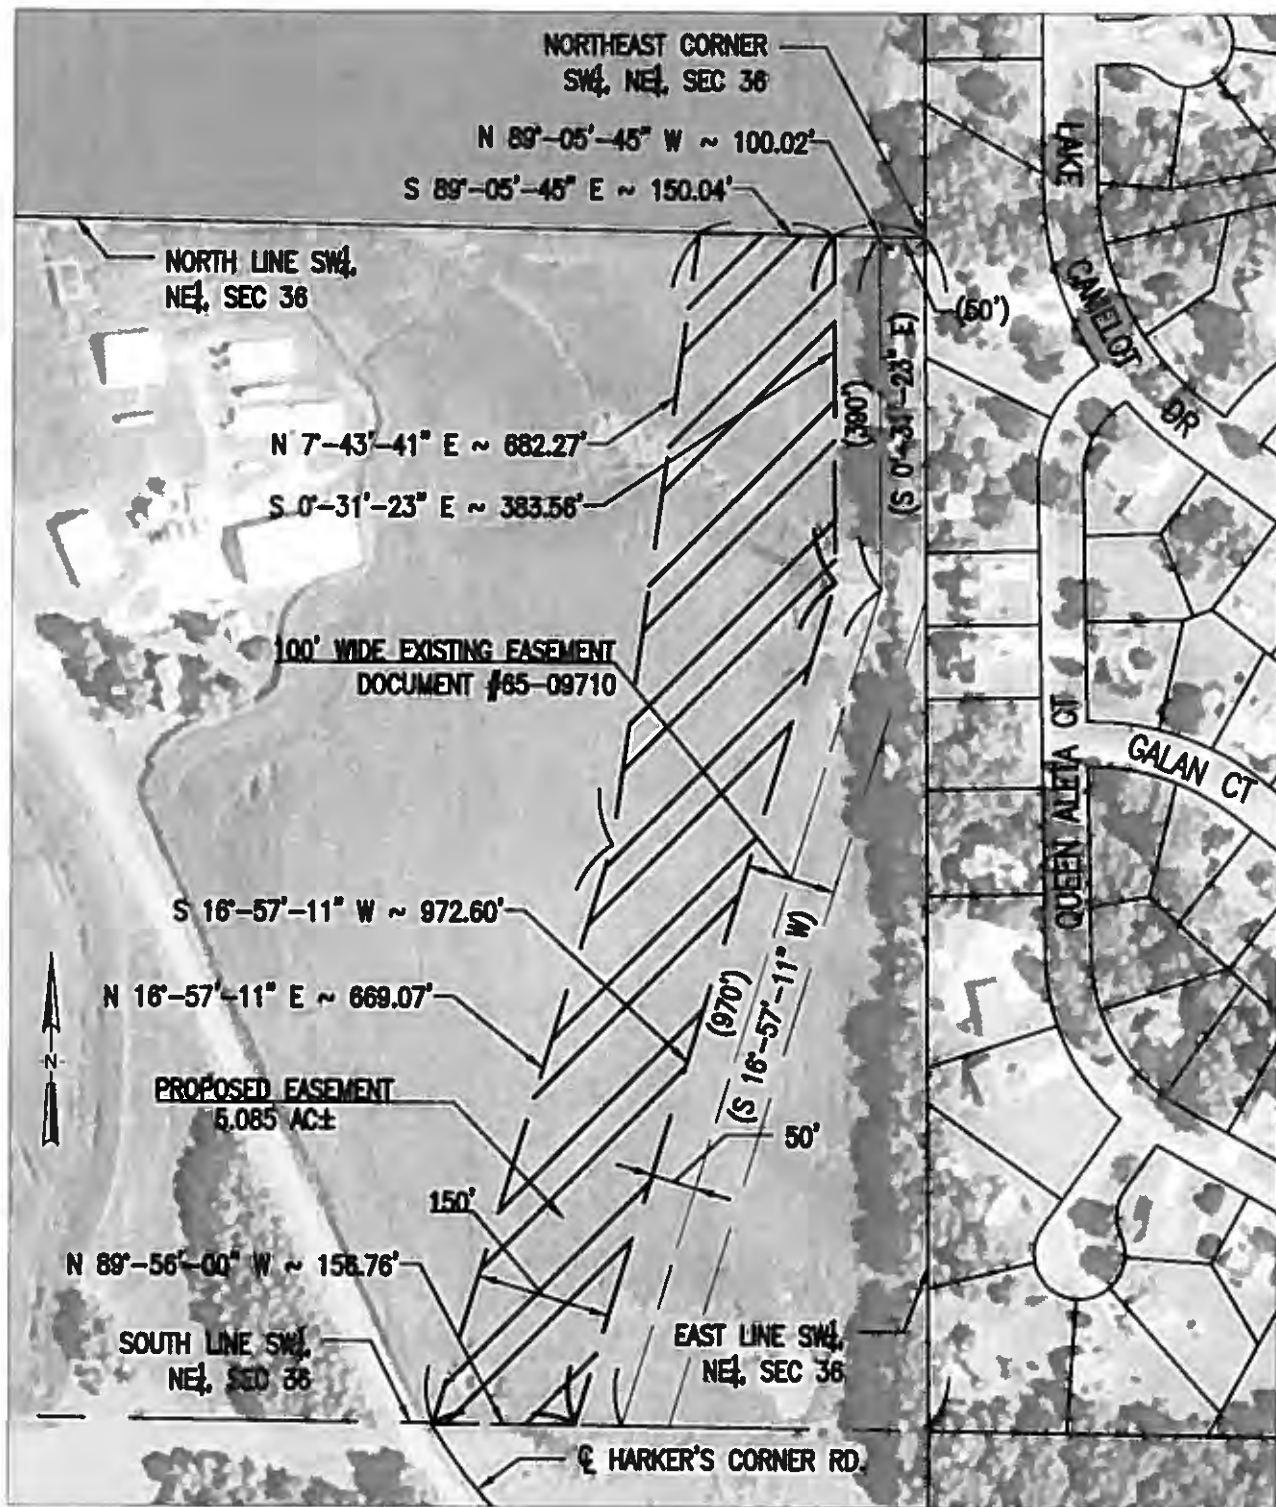 NORTHEAST CORNER
SW¼, NE¼, SEC 36
N 89°-05'-45" W ~ 100.02'
S 89°-05'-45" E ~ 150.04'
NORTH LINE SW¼,
NE¼, SEC 36
LAKE
CAMELOT
DR
(50')
(S 0°-31'-23" E)
(390')
N 7°-43'-41" E ~ 682.27'
S 0°-31'-23" E ~ 383.56'
100' WIDE EXISTING EASEMENT
DOCUMENT #65-09710
QUEEN ALETA CT
GALAN CT
S 16°-57'-11" W ~ 972.60'
(970')
(S 16°-57'-11" W)
N 16°-57'-11" E ~ 669.07'
N
PROPOSED EASEMENT
5.085 AC±
50'
150'
N 89°-56'-00" W ~ 156.76'
SOUTH LINE SW¼,
NE¼, SEC 36
EAST LINE SW¼,
NE¼, SEC 36
℄ HARKER'S CORNER RD.